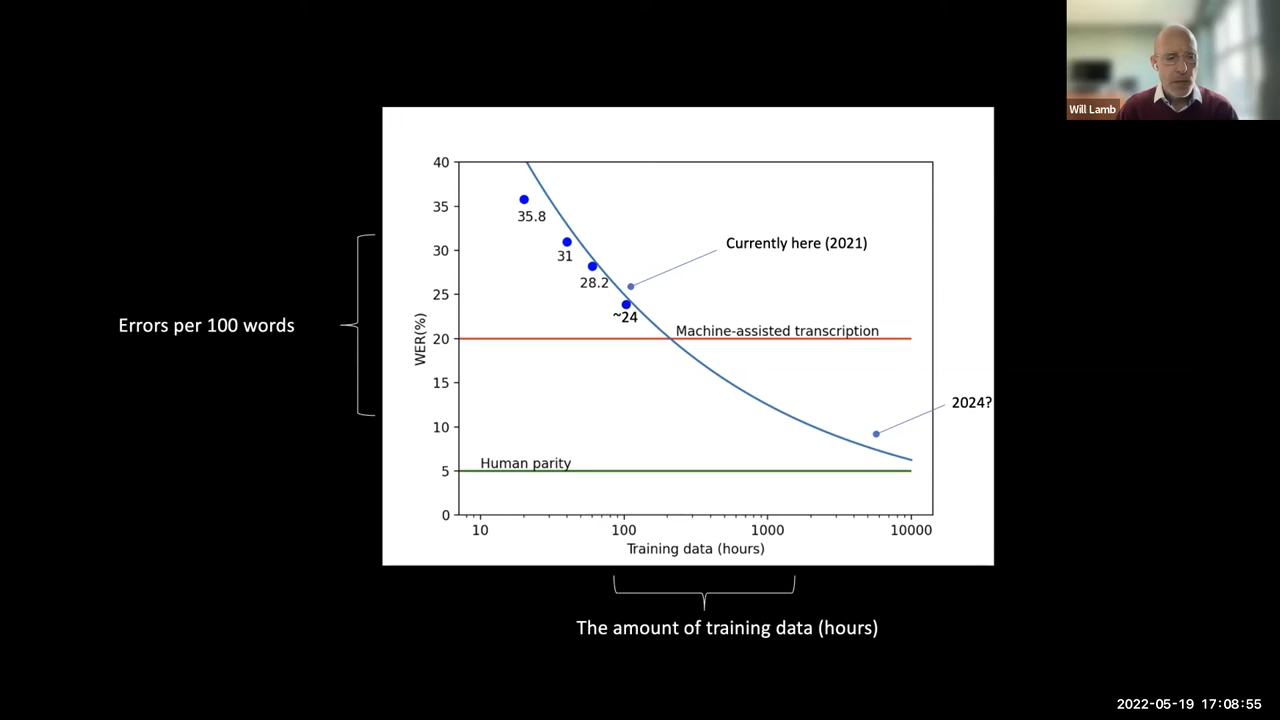 Will Lamb
40
35
30
25
20
15
10
5
0
WER(%)
35.8
31
28.2
~24
Currently here (2021)
Machine-assisted transcription
2024?
Human parity
10
100
1000
10000
Training data (hours)
Errors per 100 words
The amount of training data (hours)
2022-05-19 17:08:55